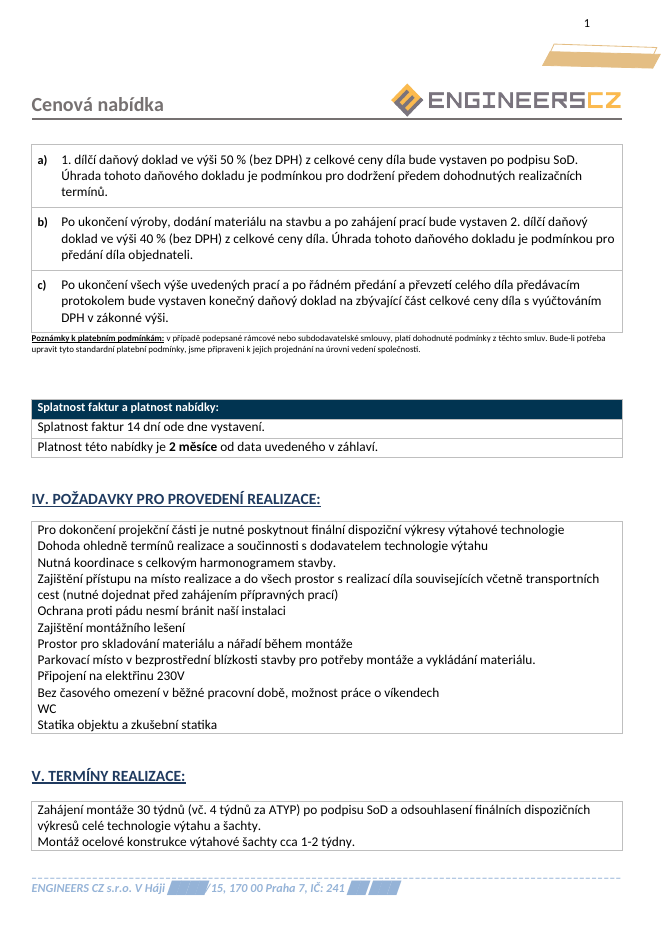 1
Cenová nabídka
ENGINEERSCZ
a) 1. dílčí daňový doklad ve výši 50 % (bez DPH) z celkové ceny díla bude vystaven po podpisu SoD.
Úhrada tohoto daňového dokladu je podmínkou pro dodržení předem dohodnutých realizačních
termínů.
b) Po ukončení výroby, dodání materiálu na stavbu a po zahájení prací bude vystaven 2. dílčí daňový
doklad ve výši 40 % (bez DPH) z celkové ceny díla. Úhrada tohoto daňového dokladu je podmínkou pro
předání díla objednateli.
c) Po ukončení všech výše uvedených prací a po řádném předání a převzetí celého díla předávacím
protokolem bude vystaven konečný daňový doklad na zbývající část celkové ceny díla s vyúčtováním
DPH v zákonné výši.
Poznámky k platebním podmínkám: v případě podepsané rámcové nebo subdodavatelské smlouvy, platí dohodnuté podmínky z těchto smluv. Bude-li potřeba
upravit tyto standardní platební podmínky, jsme připraveni k jejich projednání na úrovni vedení společnosti.
Splatnost faktur a platnost nabídky:
Splatnost faktur 14 dní ode dne vystavení.
Platnost této nabídky je 2 měsíce od data uvedeného v záhlaví.
IV. POŽADAVKY PRO PROVEDENÍ REALIZACE:
Pro dokončení projekční části je nutné poskytnout finální dispoziční výkresy výtahové technologie
Dohoda ohledně termínů realizace a součinnosti s dodavatelem technologie výtahu
Nutná koordinace s celkovým harmonogramem stavby.
Zajištění přístupu na místo realizace a do všech prostor s realizací díla souvisejících včetně transportních
cest (nutné dojednat před zahájením přípravných prací)
Ochrana proti pádu nesmí bránit naší instalaci
Zajištění montážního lešení
Prostor pro skladování materiálu a nářadí během montáže
Parkovací místo v bezprostřední blízkosti stavby pro potřeby montáže a vykládání materiálu.
Připojení na elektřinu 230V
Bez časového omezení v běžné pracovní době, možnost práce o víkendech
WC
Statika objektu a zkušební statika
V. TERMÍNY REALIZACE:
Zahájení montáže 30 týdnů (vč. 4 týdnů za ATYP) po podpisu SoD a odsouhlasení finálních dispozičních
výkresů celé technologie výtahu a šachty.
Montáž ocelové konstrukce výtahové šachty cca 1-2 týdny.
ENGINEERS CZ s.r.o. V Háji /15, 170 00 Praha 7, IČ: 241